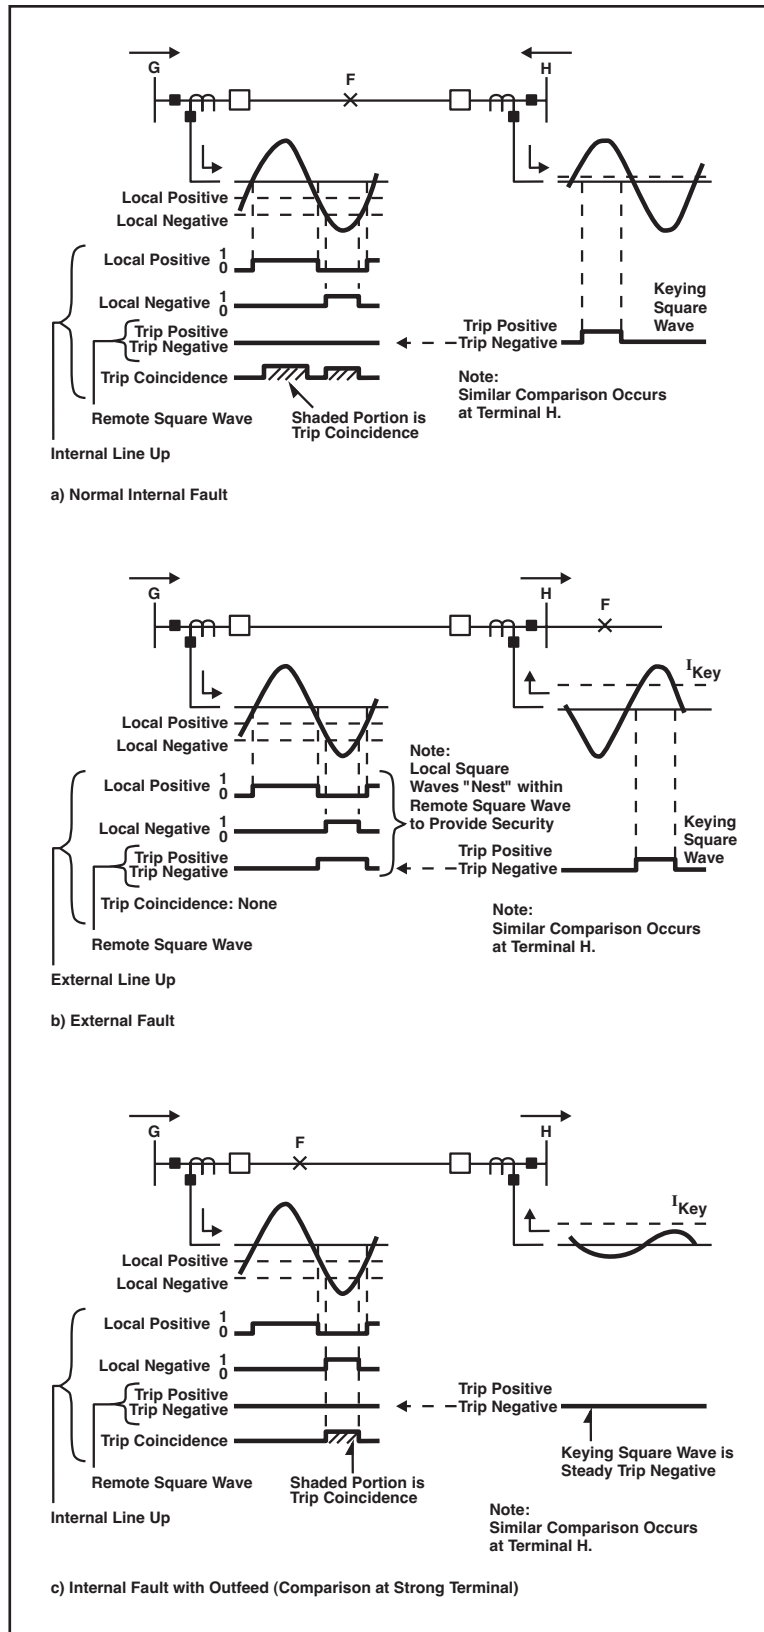 G
F
H
Local Positive
Local Negative
Local Positive 1
0
Local Negative 1
0
Trip Positive
Trip Negative
Trip Coincidence
Remote Square Wave
Internal Line Up
Shaded Portion is
Trip Coincidence
Trip Positive
Trip Negative
Keying
Square
Wave
Note:
Similar Comparison Occurs
at Terminal H.
a) Normal Internal Fault
G
H
F
IKey
Local Positive
Local Negative
Local Positive 1
0
Local Negative 1
0
Trip Positive
Trip Negative
Trip Coincidence: None
Remote Square Wave
External Line Up
Note:
Local Square
Waves "Nest" within
Remote Square Wave
to Provide Security
Trip Positive
Trip Negative
Keying
Square
Wave
Note:
Similar Comparison Occurs
at Terminal H.
b) External Fault
G
F
H
IKey
Local Positive
Local Negative
Local Positive 1
0
Local Negative 1
0
Trip Positive
Trip Negative
Trip Coincidence
Remote Square Wave
Internal Line Up
Shaded Portion is
Trip Coincidence
Trip Positive
Trip Negative
Keying Square Wave is
Steady Trip Negative
Note:
Similar Comparison Occurs
at Terminal H.
c) Internal Fault with Outfeed (Comparison at Strong Terminal)